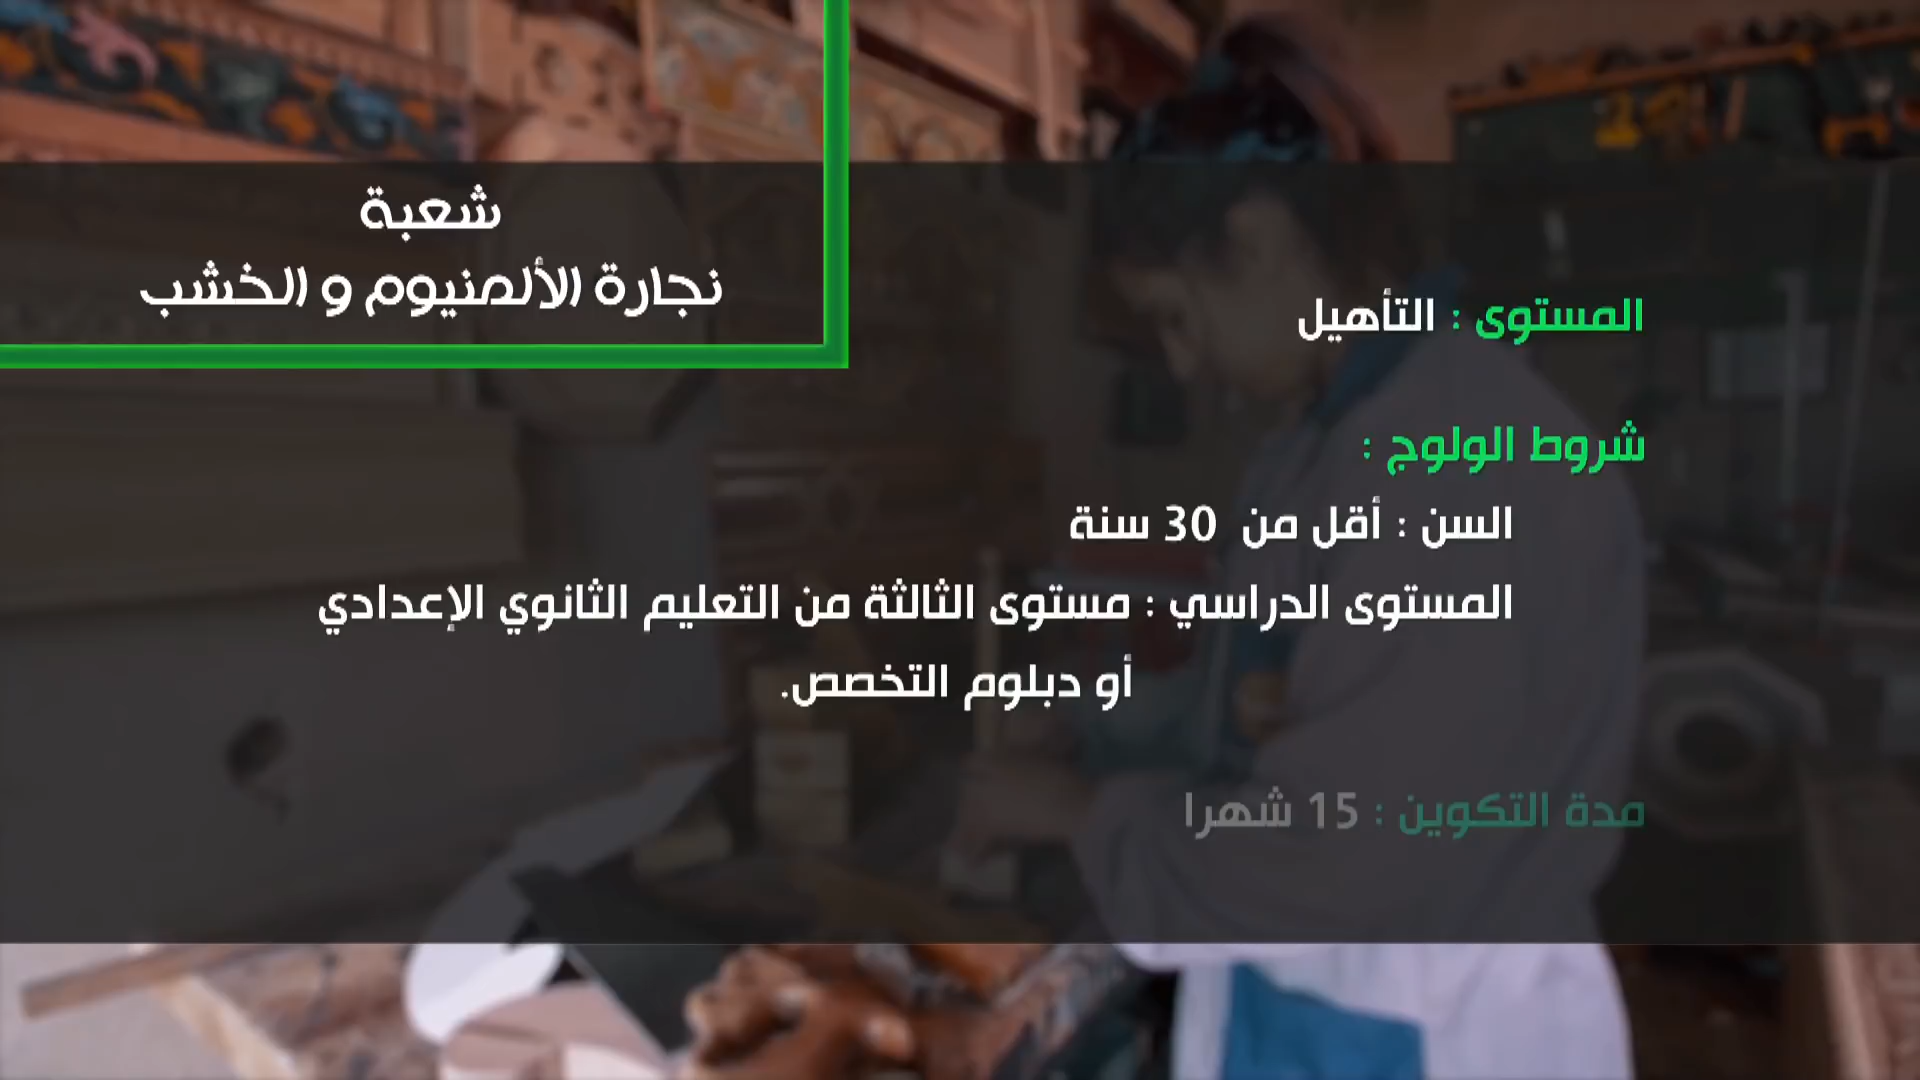 شعبة
نجارة الألمنيوم و الخشب
المستوى : التأهيل
شروط الولوج :
السن : أقل من 30 سنة
المستوى الدراسي : مستوى الثالثة من التعليم الثانوي الإعدادي
أو دبلوم التخصص.
مدة التكوين : 15 شهرا